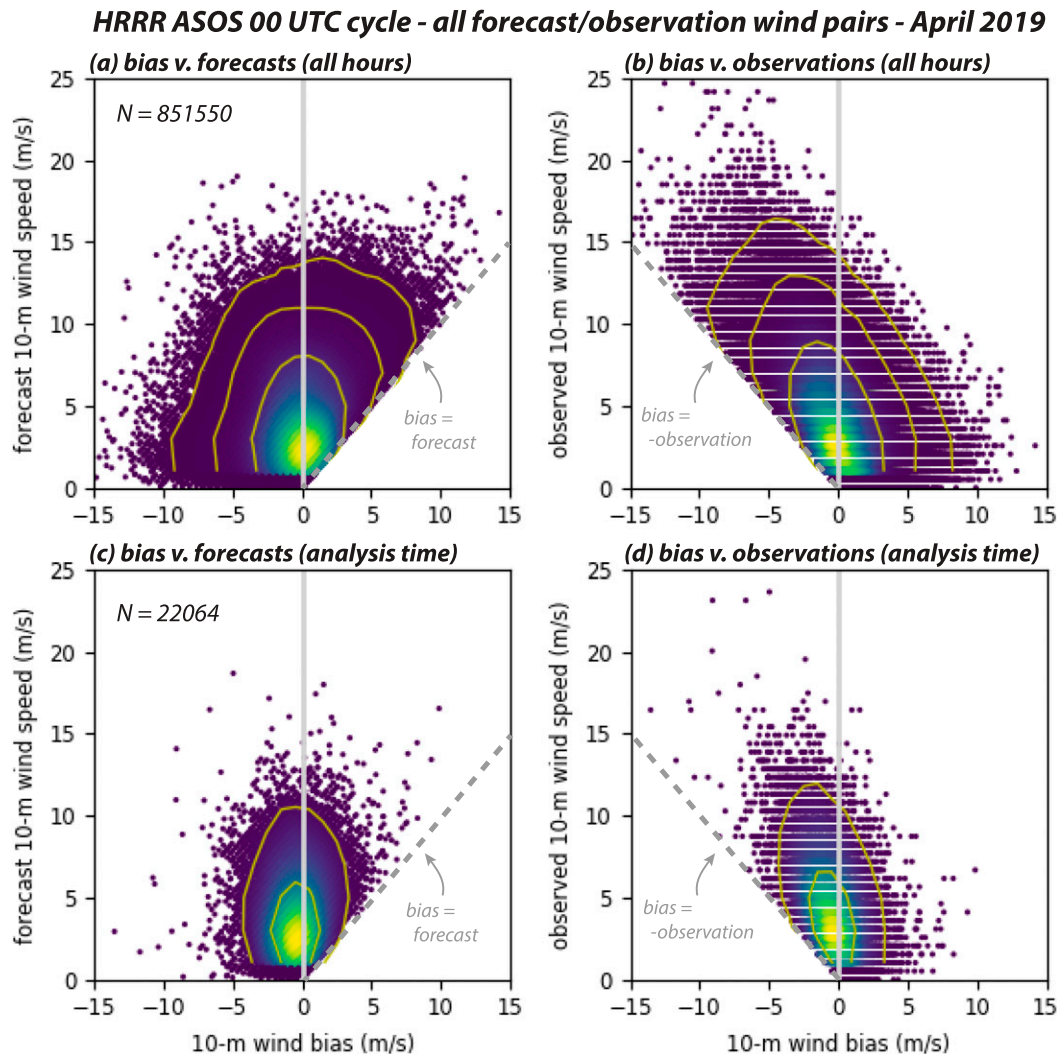 HRRR ASOS 00 UTC cycle - all forecast/observation wind pairs - April 2019
(a) bias v. forecasts (all hours)
N = 851550
forecast 10-m wind speed (m/s)
25
20
15
10
5
0
−15 −10 −5 0 5 10 15
bias =
forecast
(b) bias v. observations (all hours)
observed 10-m wind speed (m/s)
25
20
15
10
5
0
−15 −10 −5 0 5 10 15
bias =
-observation
(c) bias v. forecasts (analysis time)
N = 22064
forecast 10-m wind speed (m/s)
25
20
15
10
5
0
−15 −10 −5 0 5 10 15
10-m wind bias (m/s)
bias =
forecast
(d) bias v. observations (analysis time)
observed 10-m wind speed (m/s)
25
20
15
10
5
0
−15 −10 −5 0 5 10 15
10-m wind bias (m/s)
bias =
-observation